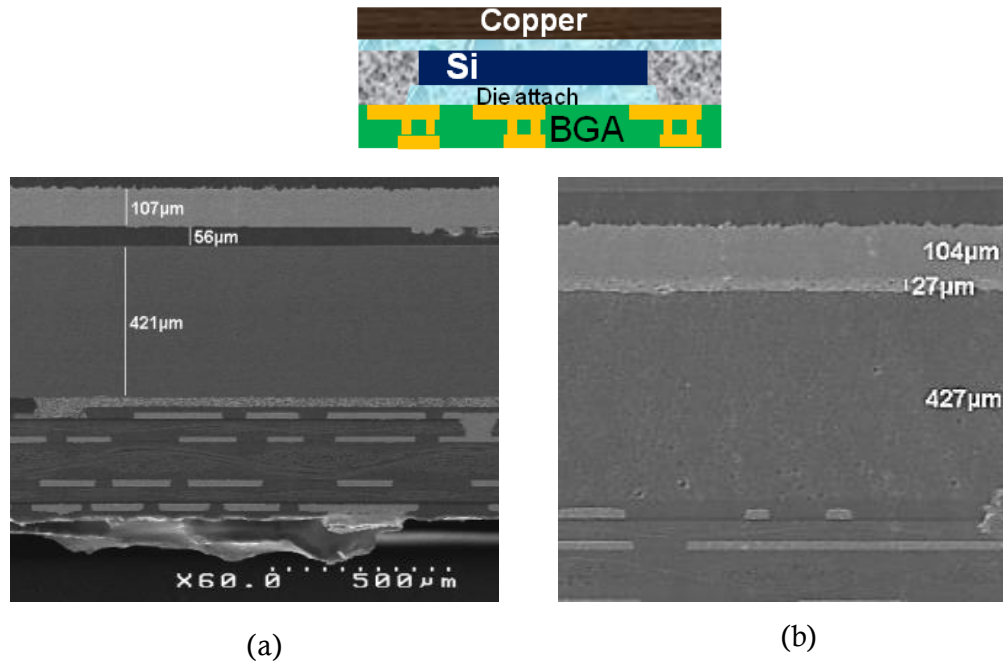 Copper
Si
Die attach
BGA
107µm
56µm
421µm
X60.0 500µm
104µm
27µm
427µm
(a)
(b)